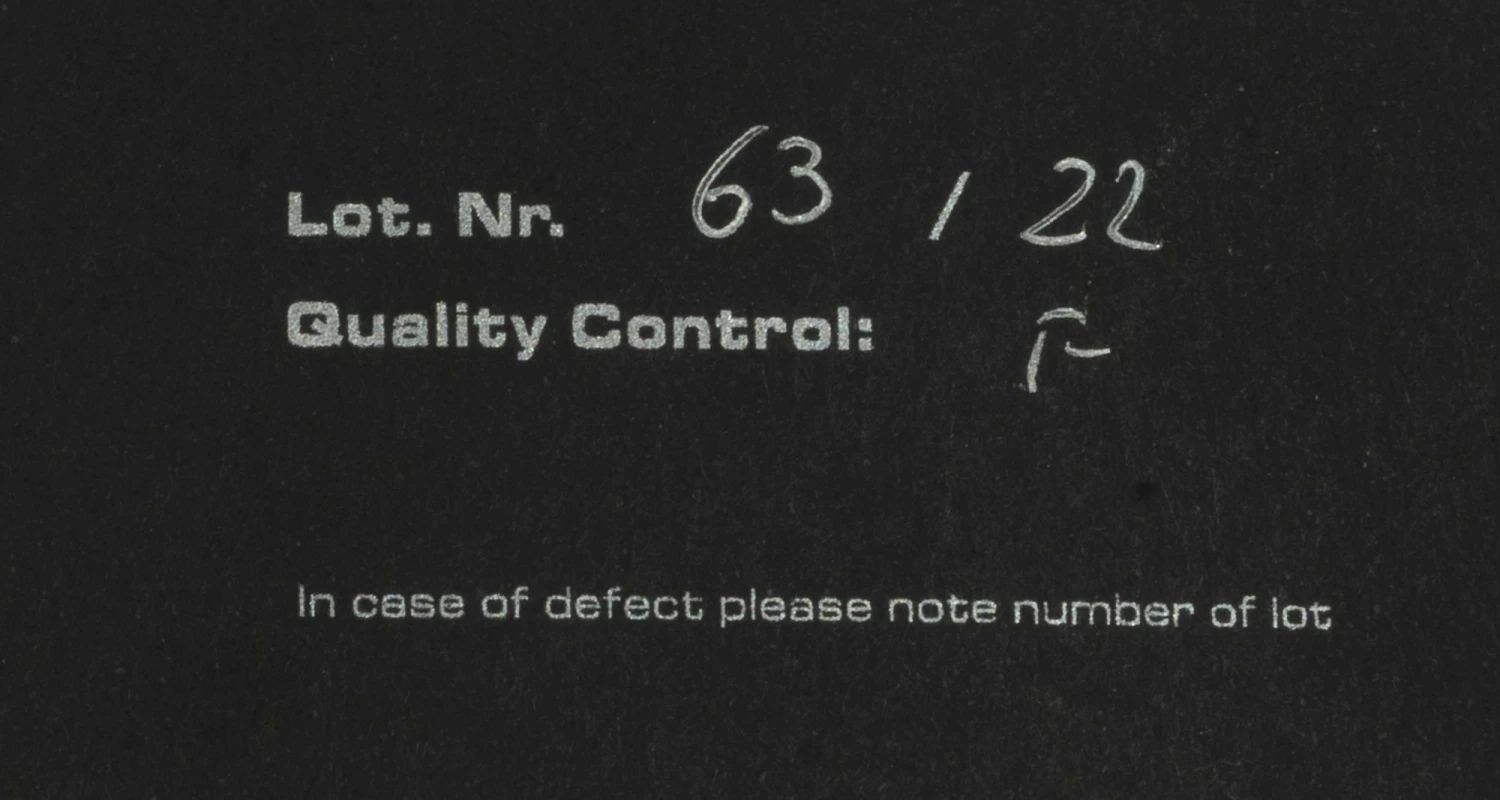 Lot. Nr. 63 / 22
Quality Control: F
In case of defect please note number of lot